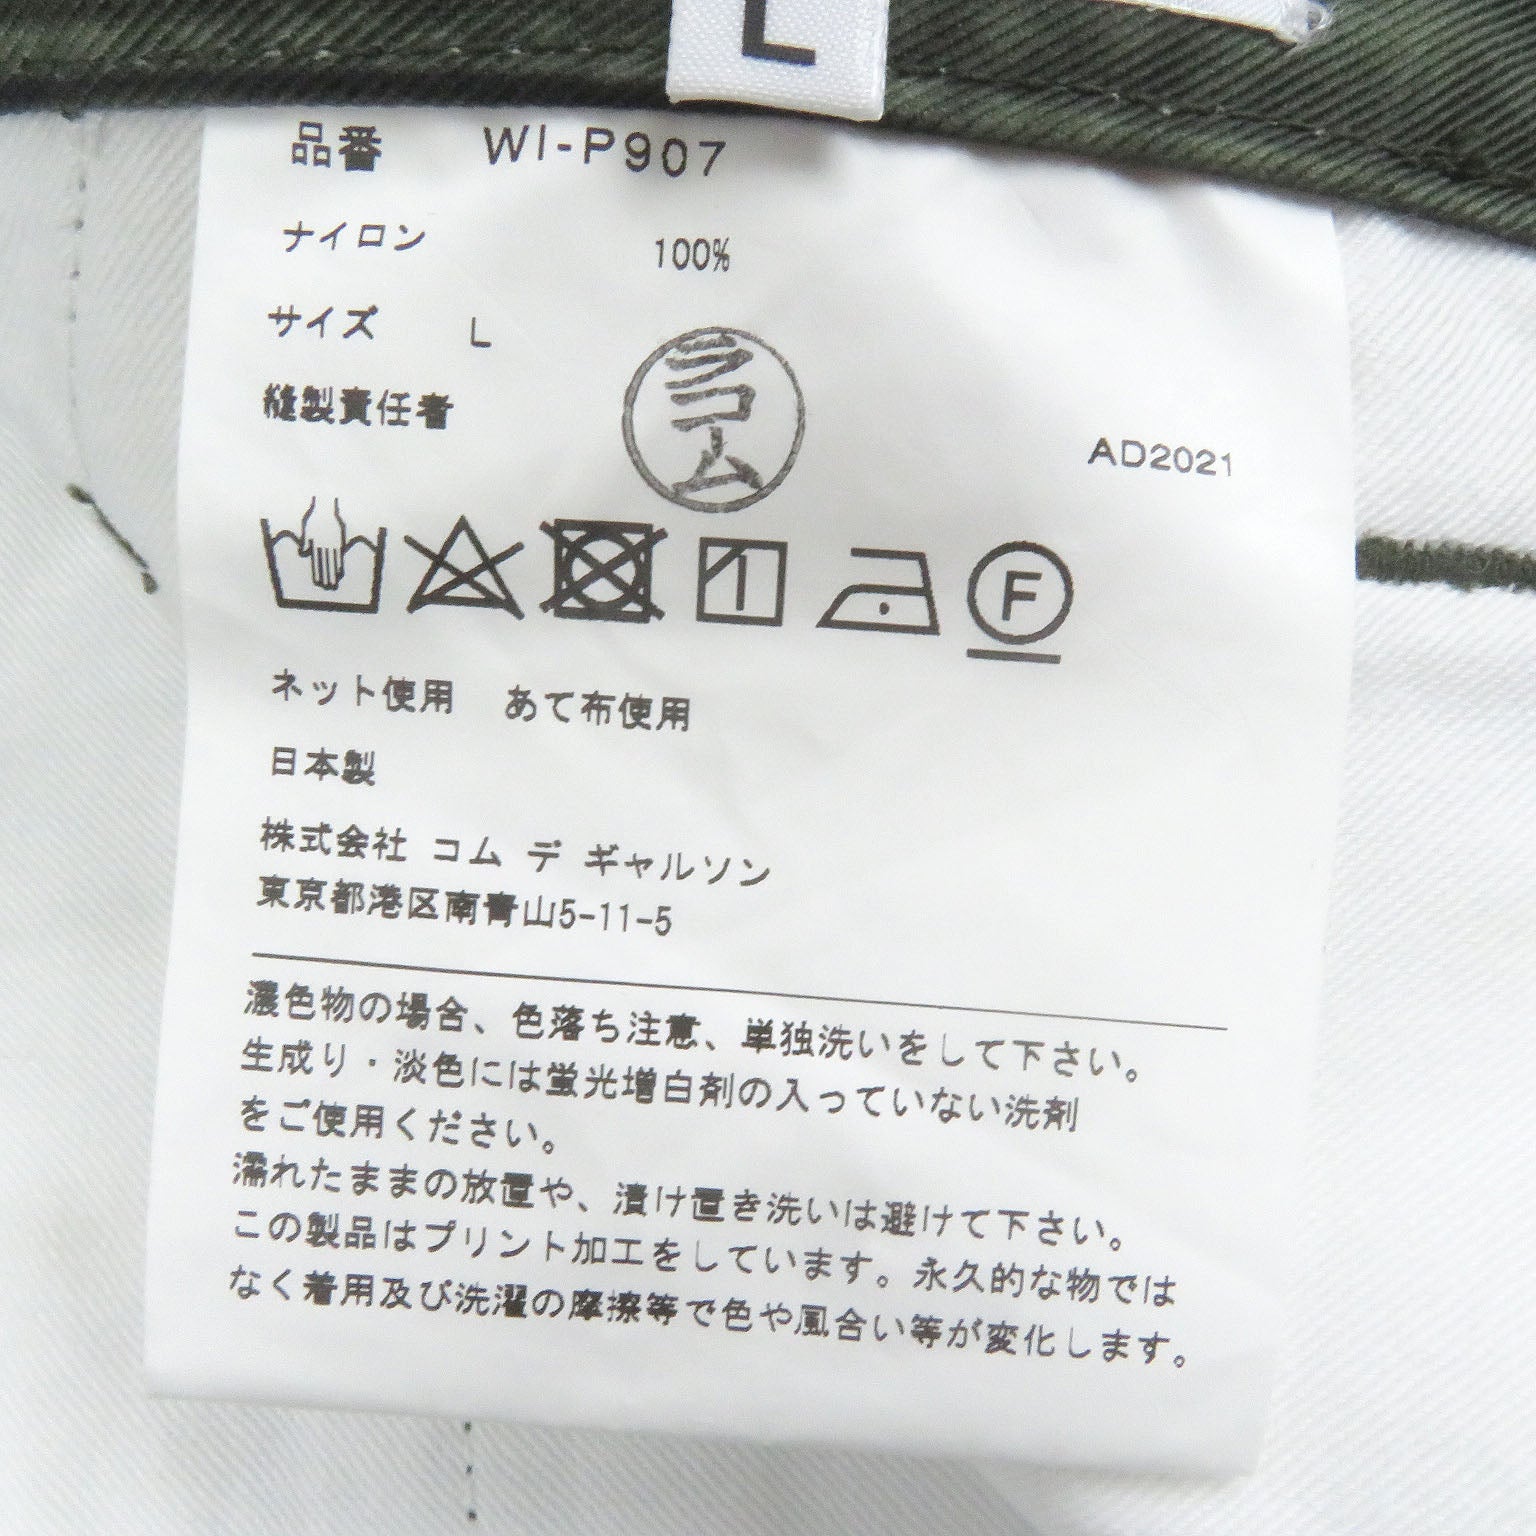 L
品番 WI-P907
ナイロン 100%
サイズ L
縫製責任者 コム
AD2021
F
ネット使用 あて布使用
日本製
株式会社 コム デ ギャルソン
東京都港区南青山5-11-5
濃色物の場合、色落ち注意、単独洗いをして下さい。
生成り・淡色には蛍光増白剤の入っていない洗剤
をご使用ください。
濡れたままの放置や、漬け置き洗いは避けて下さい。
この製品はプリント加工をしています。永久的な物では
なく着用及び洗濯の摩擦等で色や風合い等が変化します。